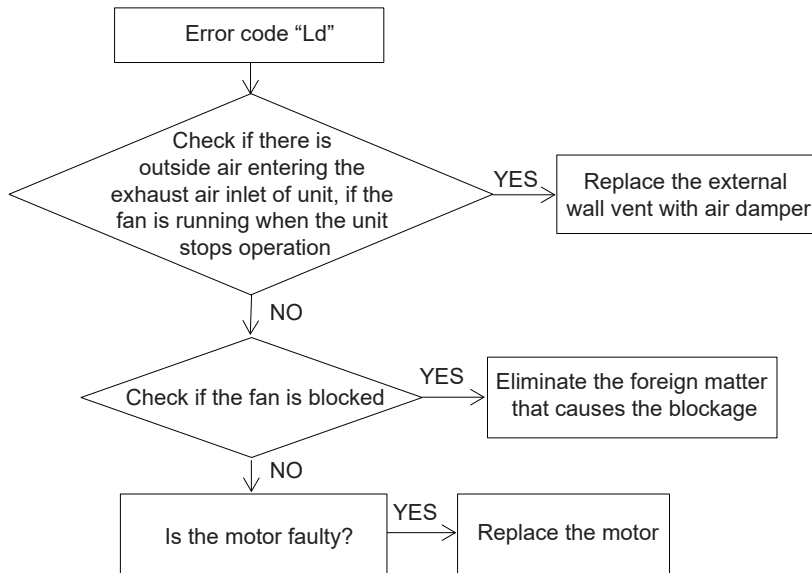 Error code “Ld”
Check if there is
outside air entering the
exhaust air inlet of unit, if the
fan is running when the unit
stops operation
YES
Replace the external
wall vent with air damper
NO
Check if the fan is blocked
YES
Eliminate the foreign matter
that causes the blockage
NO
Is the motor faulty?
YES
Replace the motor